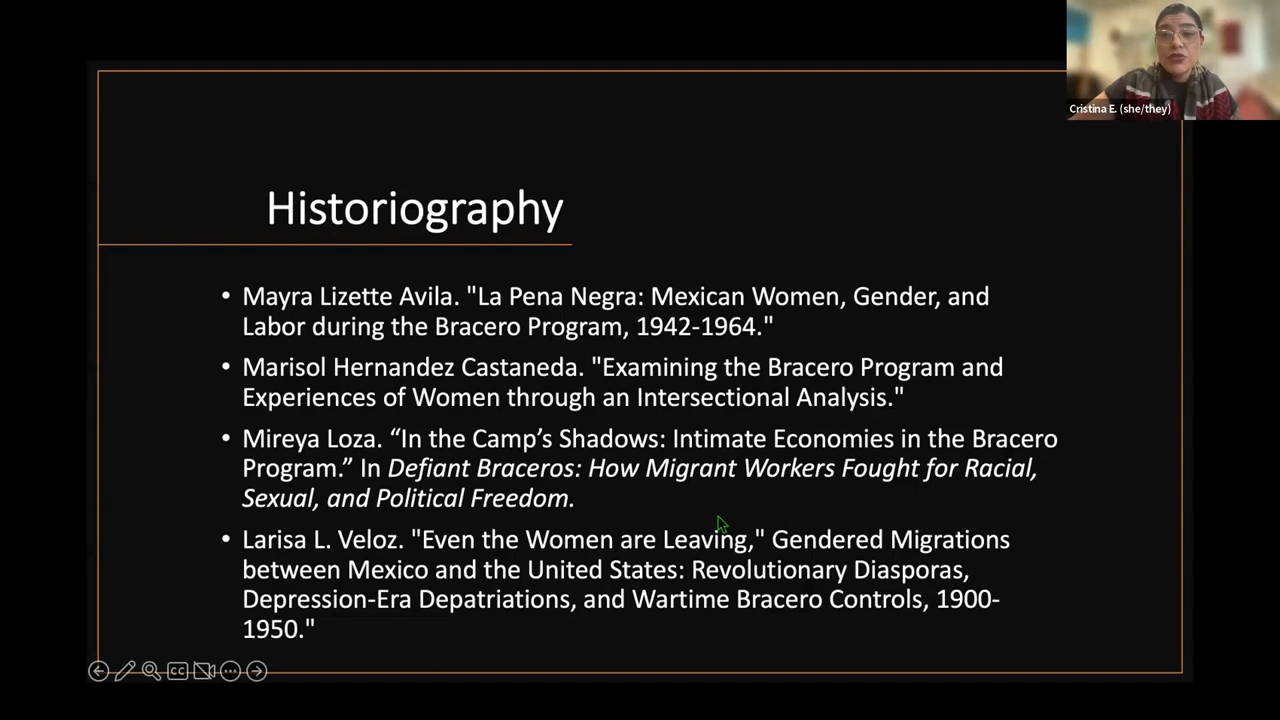 Cristina E. (she/they)
Historiography
• Mayra Lizette Avila. "La Pena Negra: Mexican Women, Gender, and
Labor during the Bracero Program, 1942-1964."
• Marisol Hernandez Castaneda. "Examining the Bracero Program and
Experiences of Women through an Intersectional Analysis."
• Mireya Loza. “In the Camp’s Shadows: Intimate Economies in the Bracero
Program.” In Defiant Braceros: How Migrant Workers Fought for Racial,
Sexual, and Political Freedom.
• Larisa L. Veloz. "Even the Women are Leaving," Gendered Migrations
between Mexico and the United States: Revolutionary Diasporas,
Depression-Era Depatriations, and Wartime Bracero Controls, 1900-
1950."
CC